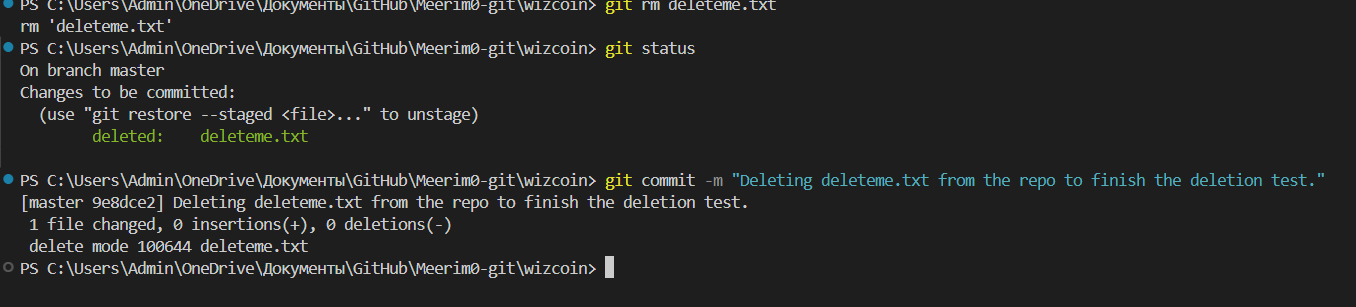 PS C:\Users\Admin\OneDrive\Документы\GitHub\Meerim0-git\wizcoin> git rm deleteme.txt
rm 'deleteme.txt'
PS C:\Users\Admin\OneDrive\Документы\GitHub\Meerim0-git\wizcoin> git status
On branch master
Changes to be committed:
  (use "git restore --staged <file>..." to unstage)
        deleted:    deleteme.txt

PS C:\Users\Admin\OneDrive\Документы\GitHub\Meerim0-git\wizcoin> git commit -m "Deleting deleteme.txt from the repo to finish the deletion test."
[master 9e8dce2] Deleting deleteme.txt from the repo to finish the deletion test.
 1 file changed, 0 insertions(+), 0 deletions(-)
 delete mode 100644 deleteme.txt
PS C:\Users\Admin\OneDrive\Документы\GitHub\Meerim0-git\wizcoin>